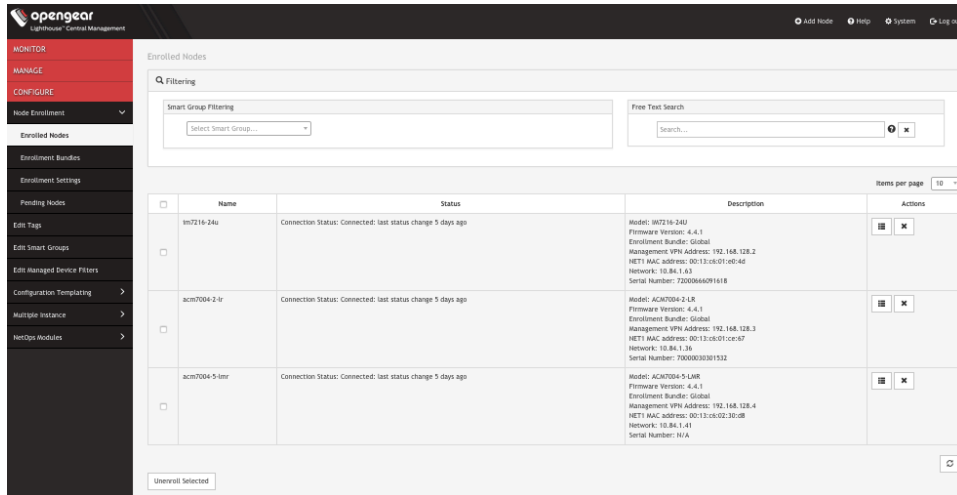 opengear
Lighthouse™ Central Management
Add Node Help System Log ou
MONITOR
MANAGE
CONFIGURE
Node Enrollment
Enrolled Nodes
Enrollment Bundles
Enrollment Settings
Pending Nodes
Edit Tags
Edit Smart Groups
Edit Managed Device Filters
Configuration Templating
Multiple Instance
NetOps Modules
Enrolled Nodes
Filtering
Smart Group Filtering
Select Smart Group...
Free Text Search
Search...
Items per page 10
Name Status Description Actions
im7216-24u
Connection Status: Connected: last status change 5 days ago
Model: IM7216-24U
Firmware Version: 4.4.1
Enrollment Bundle: Global
Management VPN Address: 192.168.128.2
NET1 MAC address: 00:13:c6:01:e0:4d
Network: 10.84.1.63
Serial Number: 72000666091618
acm7004-2-lr
Connection Status: Connected: last status change 5 days ago
Model: ACM7004-2-LR
Firmware Version: 4.4.1
Enrollment Bundle: Global
Management VPN Address: 192.168.128.3
NET1 MAC address: 00:13:c6:01:ce:67
Network: 10.84.1.36
Serial Number: 70000030301532
acm7004-5-lmr
Connection Status: Connected: last status change 5 days ago
Model: ACM7004-5-LMR
Firmware Version: 4.4.1
Enrollment Bundle: Global
Management VPN Address: 192.168.128.4
NET1 MAC address: 00:13:c6:02:30:d8
Network: 10.84.1.41
Serial Number: N/A
Unenroll Selected